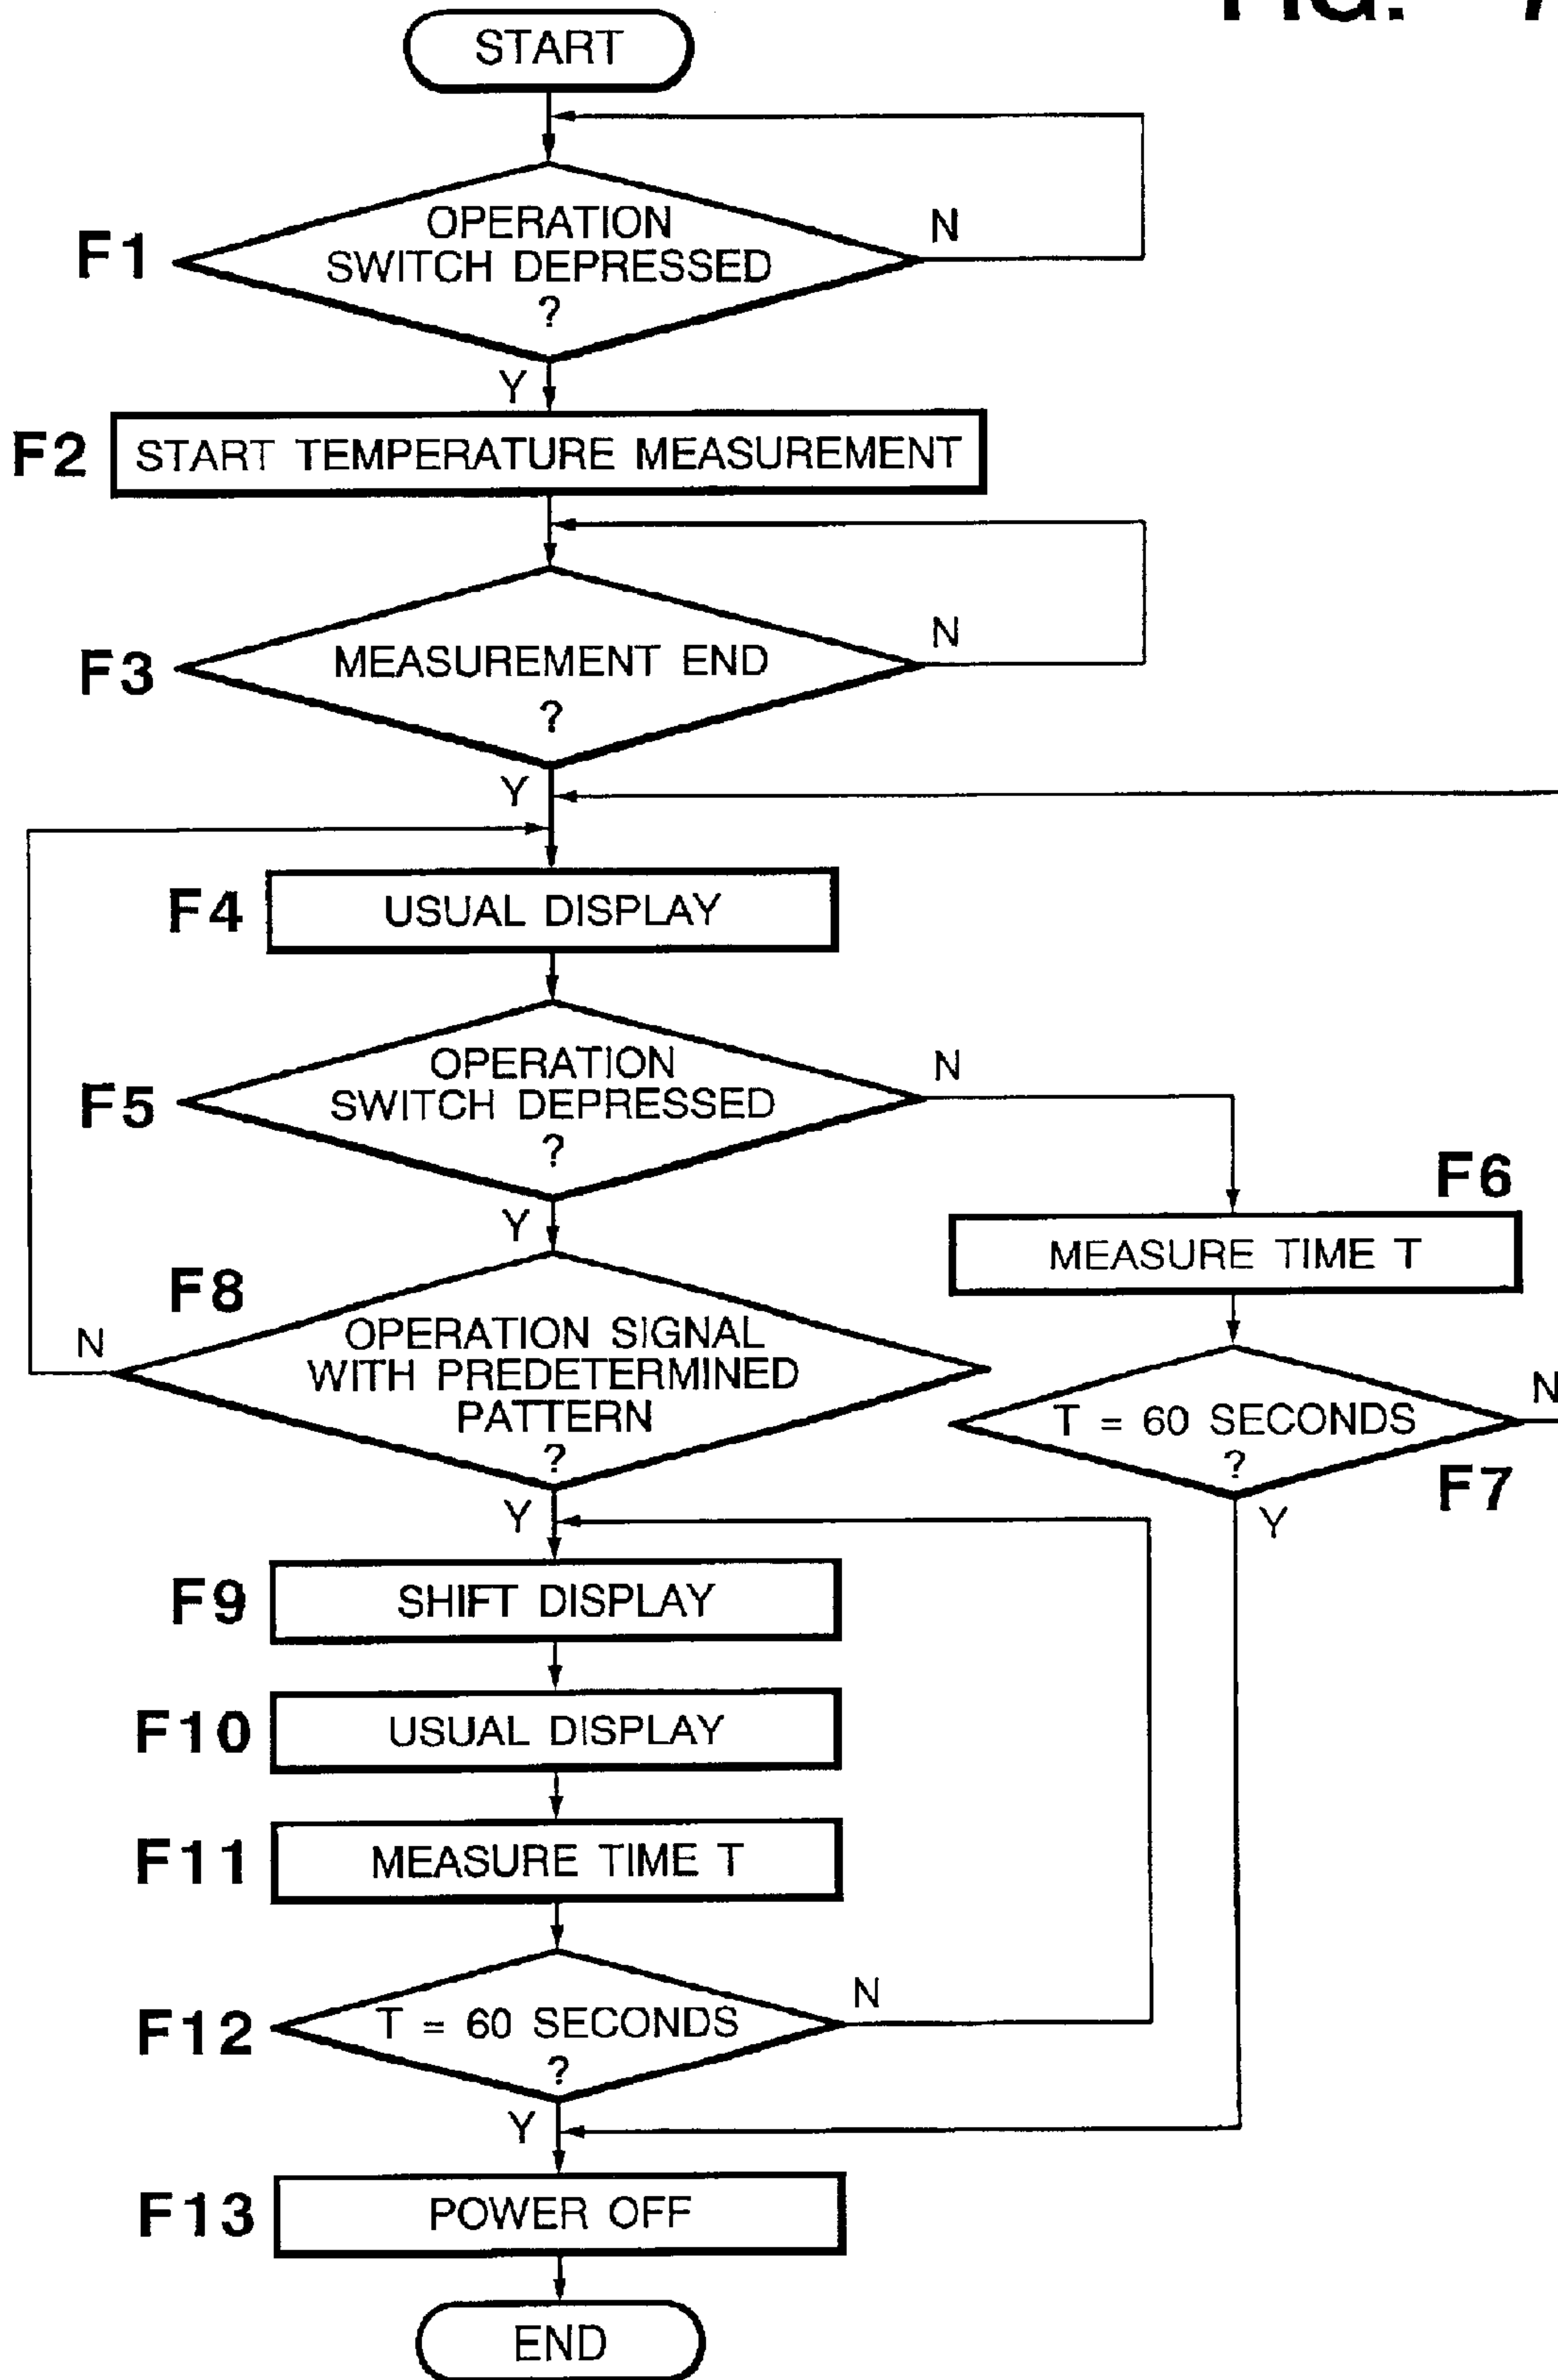 FIG. 7
START
F1
OPERATION
SWITCH DEPRESSED
?
N
Y
F2
START TEMPERATURE MEASUREMENT
F3
MEASUREMENT END
?
N
Y
F4
USUAL DISPLAY
F5
OPERATION
SWITCH DEPRESSED
?
N
Y
F6
MEASURE TIME T
F7
T = 60 SECONDS
?
N
Y
F8
OPERATION SIGNAL
WITH PREDETERMINED
PATTERN
?
N
Y
F9
SHIFT DISPLAY
F10
USUAL DISPLAY
F11
MEASURE TIME T
F12
T = 60 SECONDS
?
N
Y
F13
POWER OFF
END